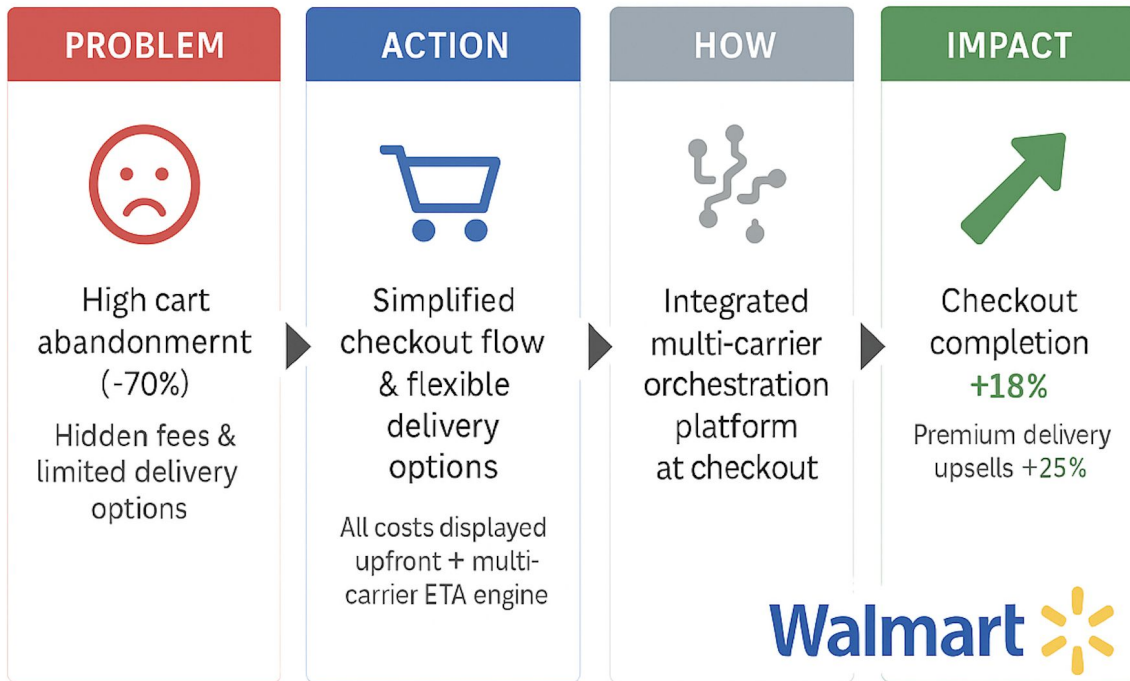 PROBLEM
High cart
abandonmernt
(-70%)
Hidden fees &
limited delivery
options
ACTION
Simplified
checkout flow
& flexible
delivery
options
All costs displayed
upfront + multi-
carrier ETA engine
HOW
Integrated
multi-carrier
orchestration
platform
at checkout
IMPACT
Checkout
completion
+18%
Premium delivery
upsells +25%
Walmart